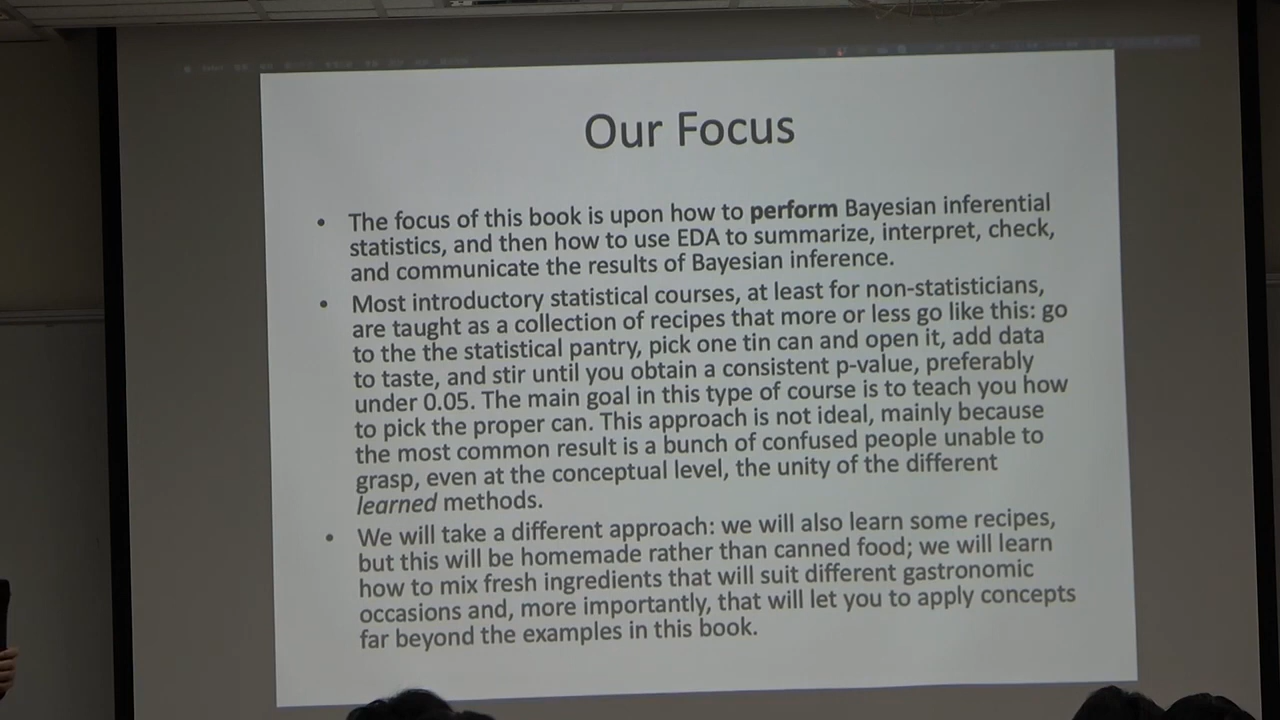 Our Focus
• The focus of this book is upon how to perform Bayesian inferential
statistics, and then how to use EDA to summarize, interpret, check,
and communicate the results of Bayesian inference.
• Most introductory statistical courses, at least for non-statisticians,
are taught as a collection of recipes that more or less go like this: go
to the the statistical pantry, pick one tin can and open it, add data
to taste, and stir until you obtain a consistent p-value, preferably
under 0.05. The main goal in this type of course is to teach you how
to pick the proper can. This approach is not ideal, mainly because
the most common result is a bunch of confused people unable to
grasp, even at the conceptual level, the unity of the different
learned methods.
• We will take a different approach: we will also learn some recipes,
but this will be homemade rather than canned food; we will learn
how to mix fresh ingredients that will suit different gastronomic
occasions and, more importantly, that will let you to apply concepts
far beyond the examples in this book.